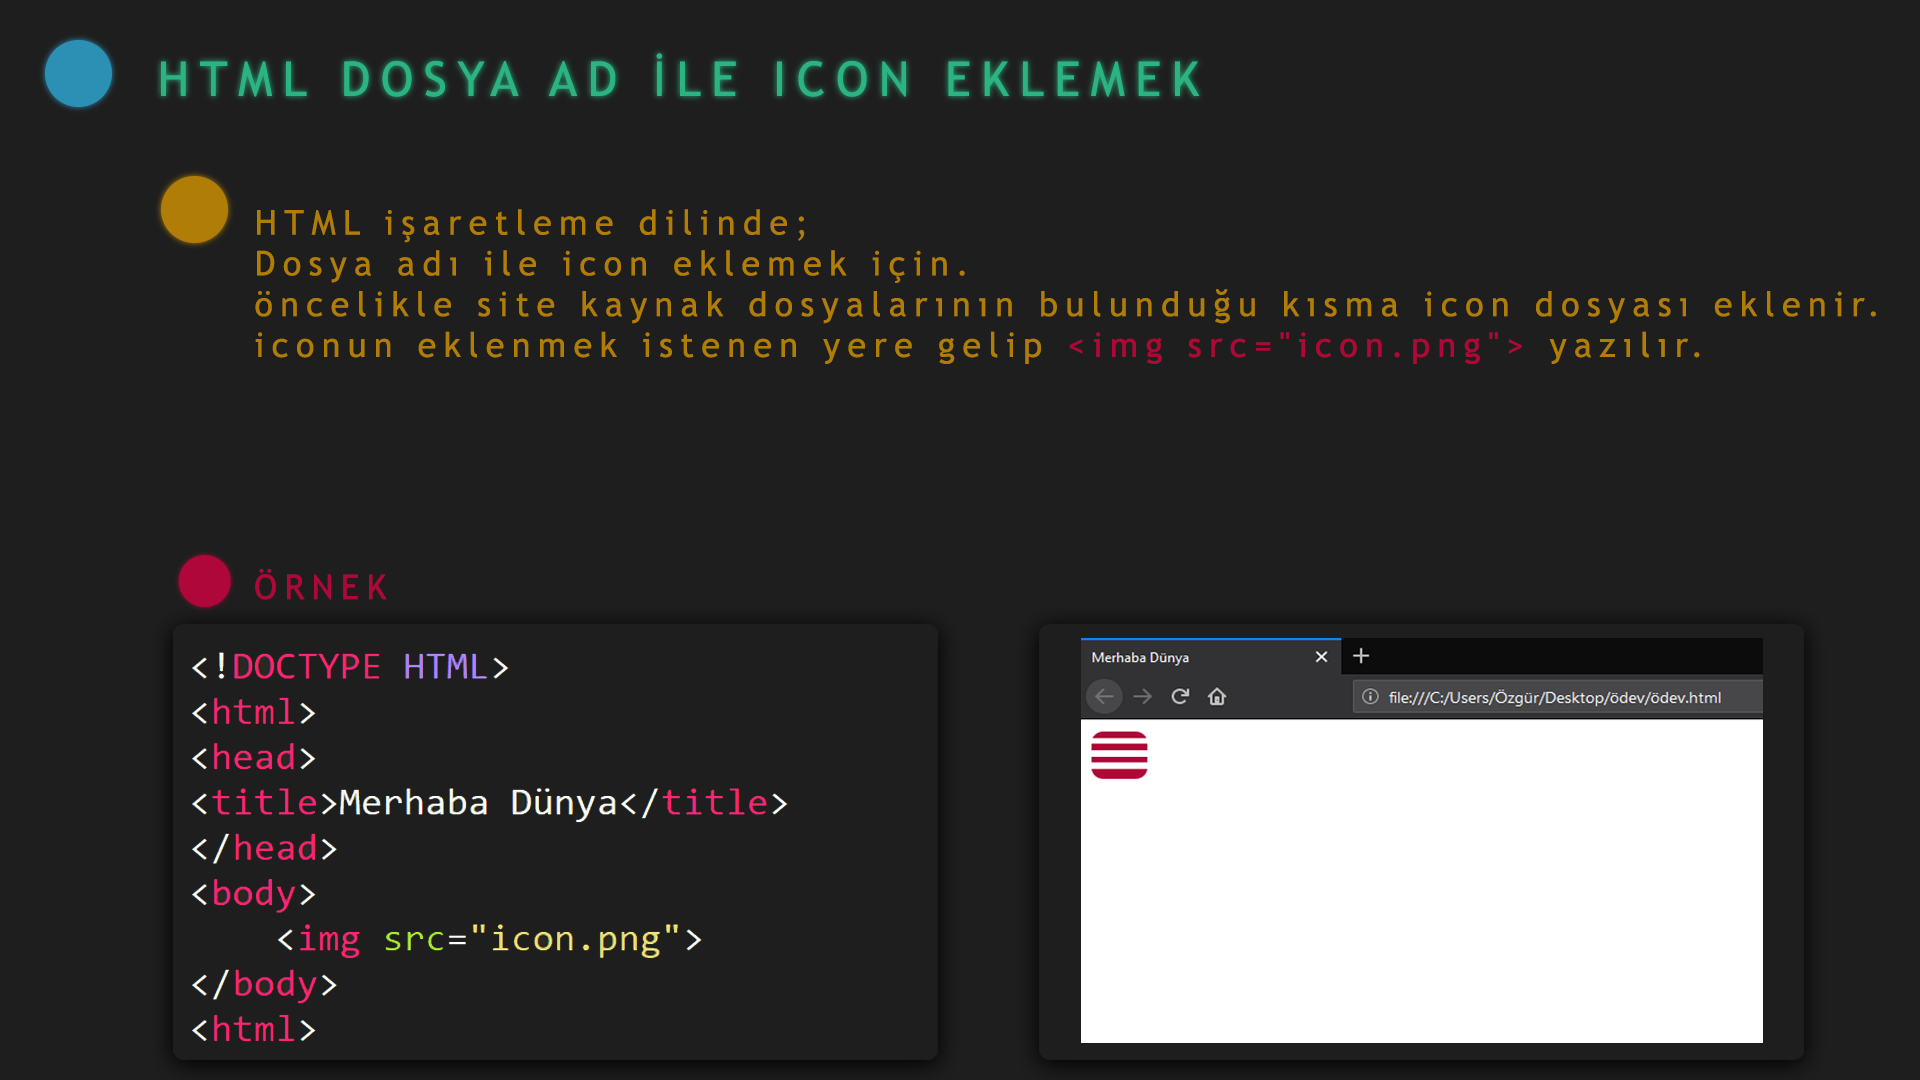 HTML DOSYA AD İLE ICON EKLEMEK
HTML işaretleme dilinde;
Dosya adı ile icon eklemek için.
öncelikle site kaynak dosyalarının bulunduğu kısma icon dosyası eklenir.
iconun eklenmek istenen yere gelip <img src="icon.png"> yazılır.
ÖRNEK
<!DOCTYPE HTML>
<html>
<head>
<title>Merhaba Dünya</title>
</head>
<body>
    <img src="icon.png">
</body>
<html>
Merhaba Dünya
file:///C:/Users/Özgür/Desktop/ödev/ödev.html